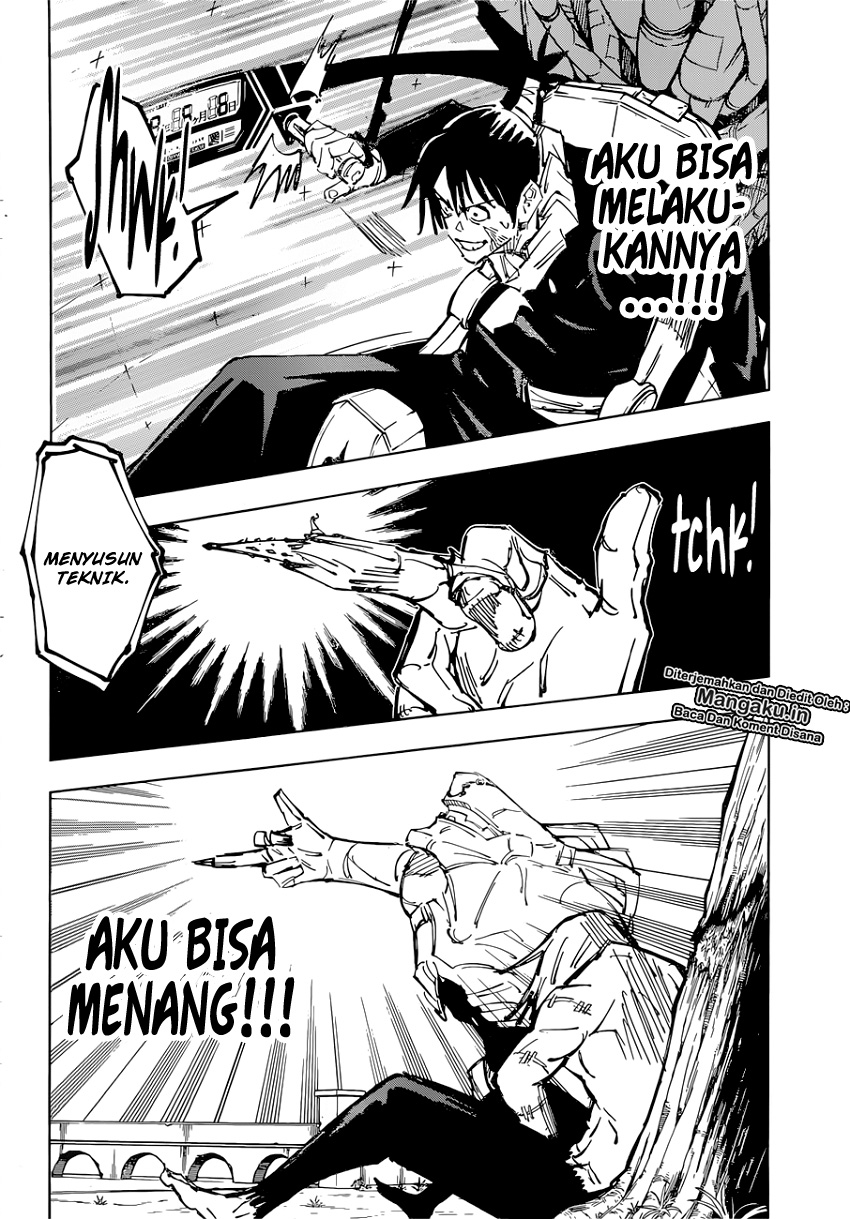 AKU BISA
MELAKU-
KANNYA
...!!!
Shink!
MENYUSUN
TEKNIK.
tchk!
Diterjemahkan dan Diedit Oleh :
Mangaku.in
Baca Dan Koment Disana
AKU BISA
MENANG!!!